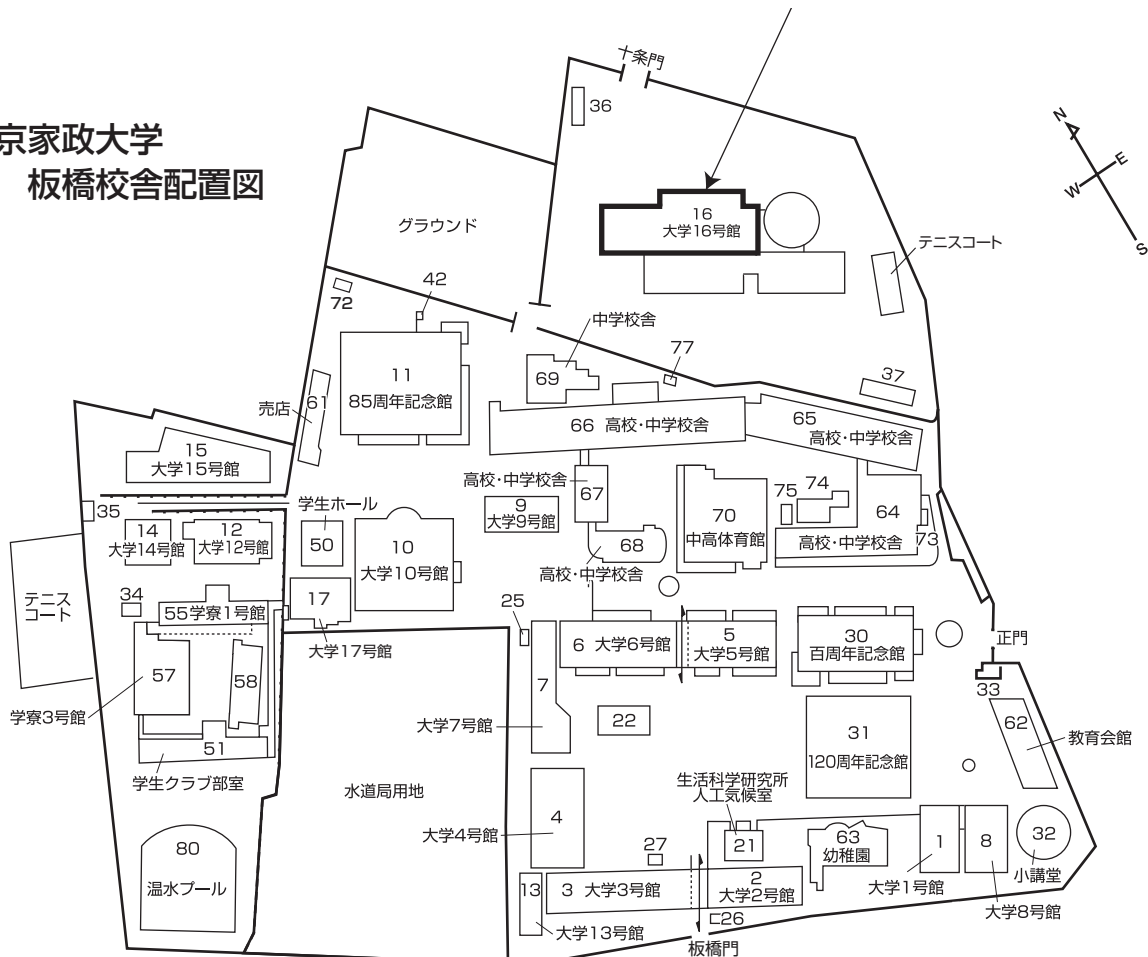 京家政大学
板橋校舎配置図
十条門
36
N
E
W
S
グラウンド
16
大学16号館
テニスコート
72
42
中学校舎
77
69
37
11
85周年記念館
売店
61
66 高校・中学校舎
65
高校・中学校舎
15
大学15号館
35
学生ホール
高校・中学校舎
67
9
大学9号館
75
74
70
中高体育館
64
高校・中学校舎
73
14
大学14号館
12
大学12号館
50
10
大学10号館
68
高校・中学校舎
テニス
コート
34
55学寮1号館
17
大学17号館
25
6 大学6号館
5
大学5号館
30
百周年記念館
正門
33
57
58
学寮3号館
7
大学7号館
22
31
120周年記念館
62
教育会館
51
学生クラブ部室
水道局用地
生活科学研究所
人工気候室
4
大学4号館
27
21
63
幼稚園
1
8
32
小講堂
大学1号館
大学8号館
80
温水プール
13
3 大学3号館
2
大学2号館
26
大学13号館
板橋門